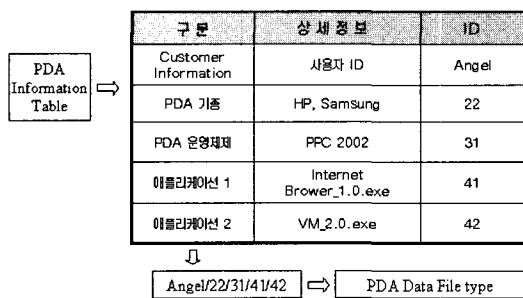 구 문 상 세 정 보 ID
PDA
Information
Table
Customer
Information
사용자 ID Angel
PDA 기종 HP, Samsung 22
PDA 운영체제 PPC 2002 31
애플리케이션 1 Internet
Brower_1.0.exe 41
애플리케이션 2 VM_2.0.exe 42
Angel/22/31/41/42 PDA Data File type